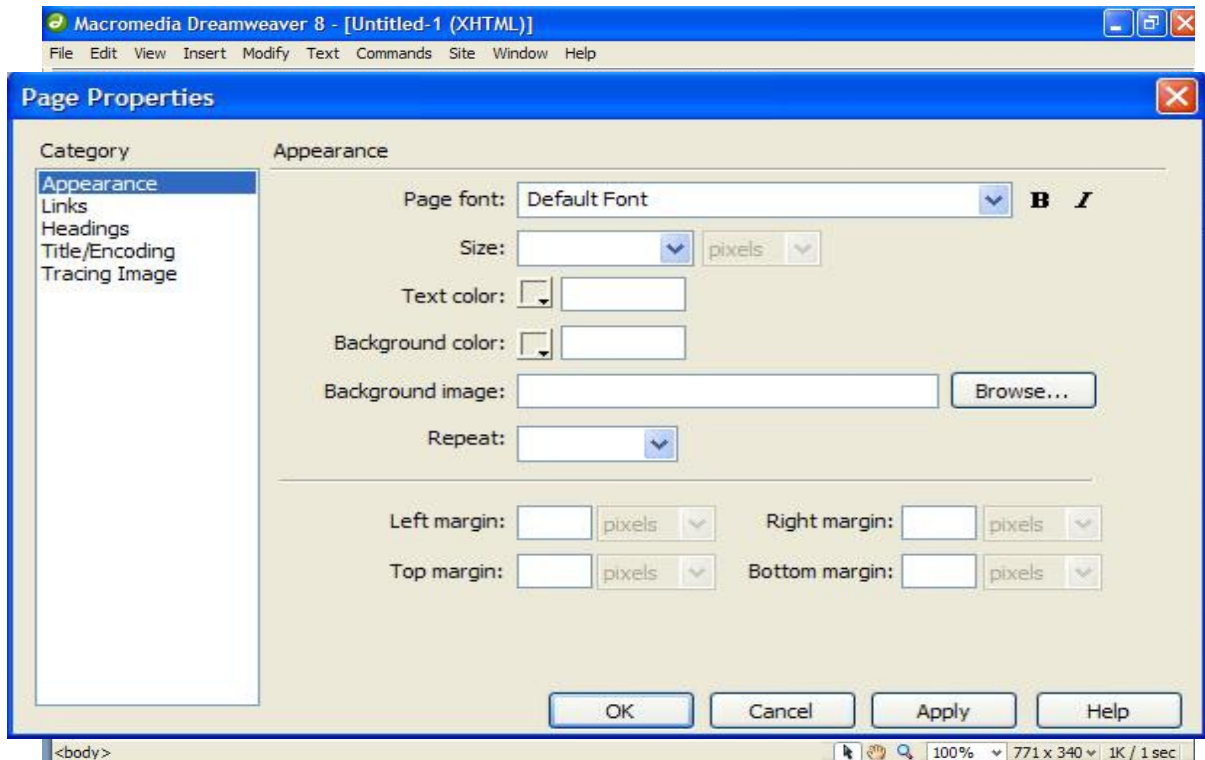 Macromedia Dreamweaver 8 - [Untitled-1 (XHTML)]
File Edit View Insert Modify Text Commands Site Window Help
Page Properties
Category
Appearance
Links
Headings
Title/Encoding
Tracing Image
Appearance
Page font: Default Font B I
Size: pixels
Text color:
Background color:
Background image: Browse...
Repeat:
Left margin: pixels Right margin: pixels
Top margin: pixels Bottom margin: pixels
OK Cancel Apply Help
<body> 100% 771 x 340 1K / 1 sec